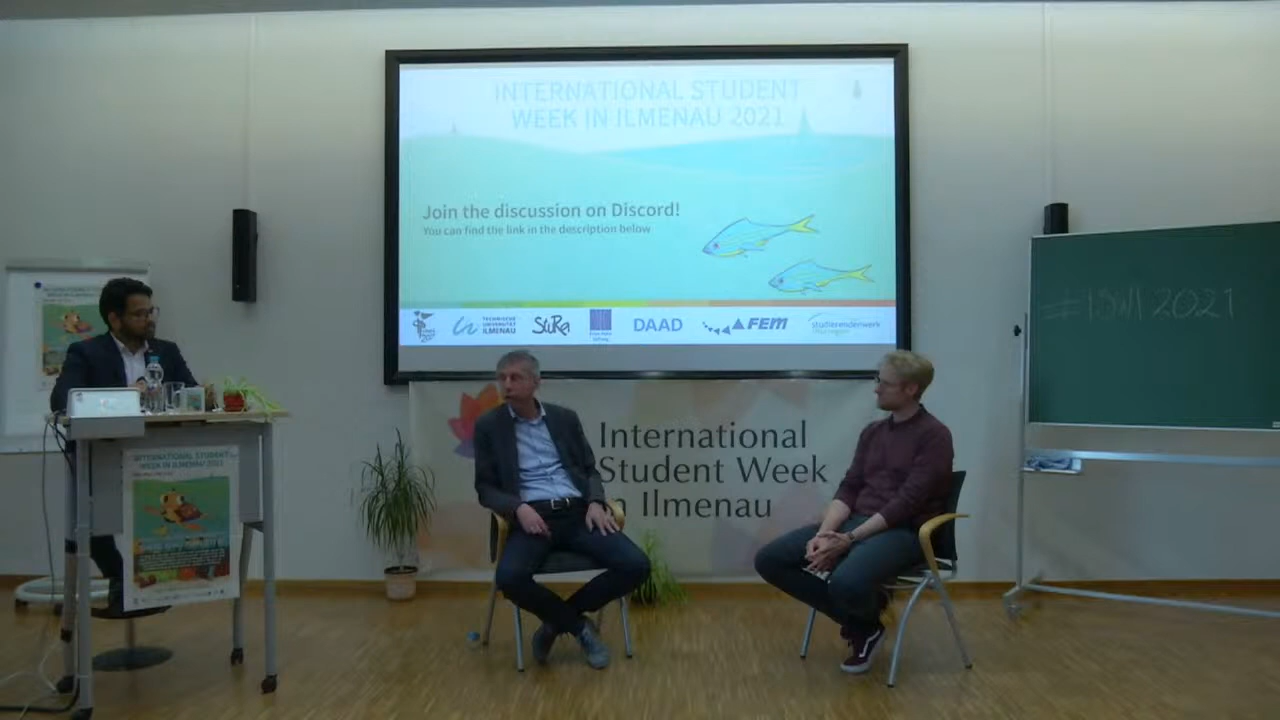 INTERNATIONAL STUDENT
WEEK IN ILMENAU 2021
Join the discussion on Discord!
You can find the link in the description below
TECHNISCHE
UNIVERSITÄT
ILMENAU
StuRa
DAAD
FEM
studierendenwerk
thüringen
#ISWI 2021
International
Student Week
in Ilmenau
INTERNATIONAL STUDENT
WEEK IN ILMENAU 2021